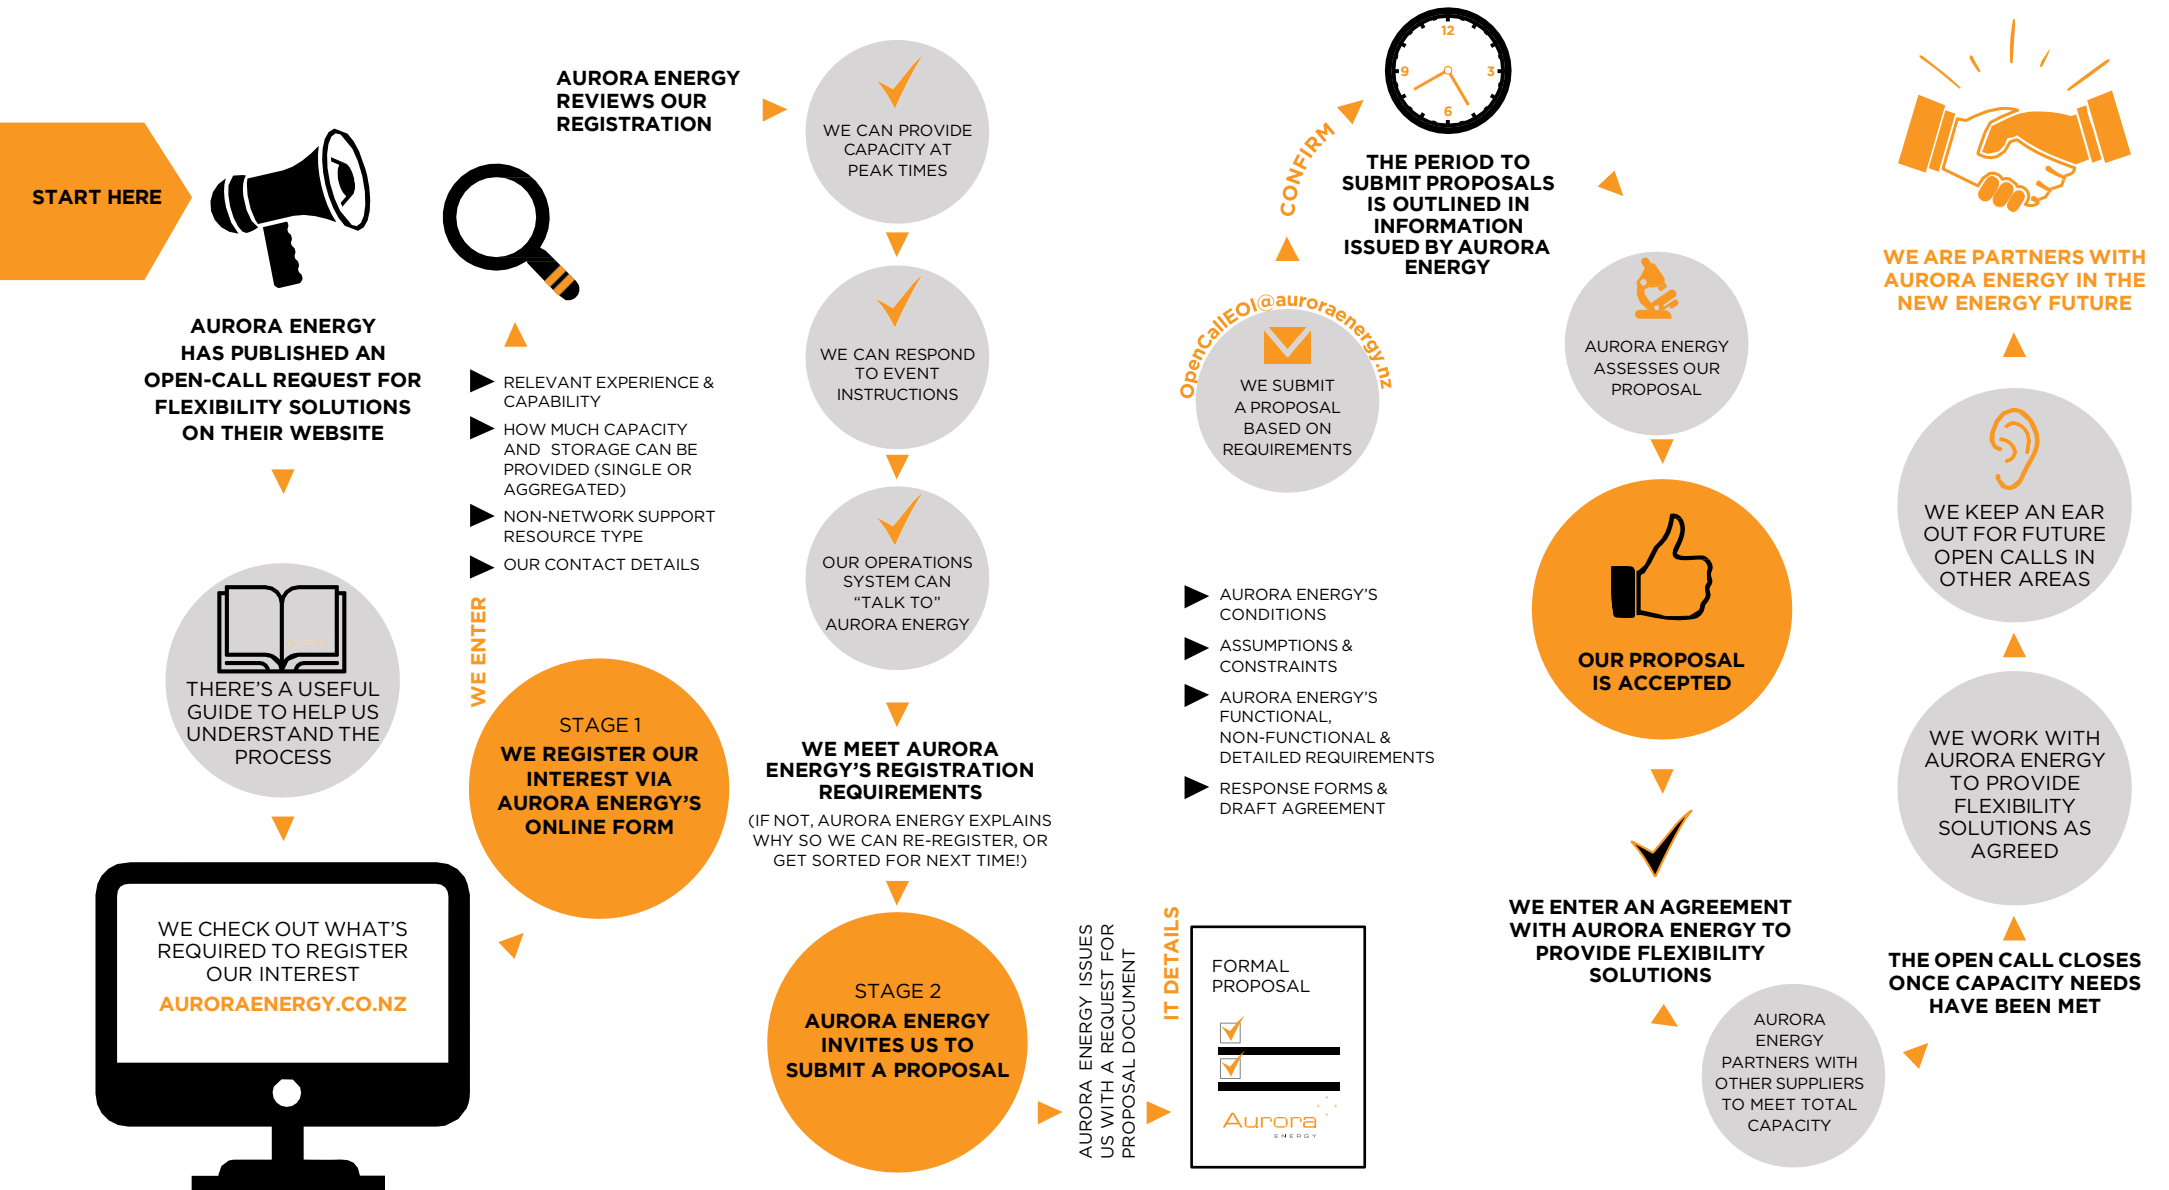 START HERE
AURORA ENERGY
HAS PUBLISHED AN
OPEN-CALL REQUEST FOR
FLEXIBILITY SOLUTIONS
ON THEIR WEBSITE
THERE'S A USEFUL
GUIDE TO HELP US
UNDERSTAND THE
PROCESS
WE CHECK OUT WHAT'S
REQUIRED TO REGISTER
OUR INTEREST
AURORAENERGY.CO.NZ
STAGE 1
WE REGISTER OUR
INTEREST VIA
AURORA ENERGY'S
ONLINE FORM
WE ENTER
RELEVANT EXPERIENCE &
CAPABILITY
HOW MUCH CAPACITY
AND STORAGE CAN BE
PROVIDED (SINGLE OR
AGGREGATED)
NON-NETWORK SUPPORT
RESOURCE TYPE
OUR CONTACT DETAILS
AURORA ENERGY
REVIEWS OUR
REGISTRATION
WE CAN PROVIDE
CAPACITY AT
PEAK TIMES
WE CAN RESPOND
TO EVENT
INSTRUCTIONS
OUR OPERATIONS
SYSTEM CAN
"TALK TO"
AURORA ENERGY
WE MEET AURORA
ENERGY'S REGISTRATION
REQUIREMENTS
(IF NOT, AURORA ENERGY EXPLAINS
WHY SO WE CAN RE-REGISTER, OR
GET SORTED FOR NEXT TIME!)
STAGE 2
AURORA ENERGY
INVITES US TO
SUBMIT A PROPOSAL
AURORA ENERGY ISSUES
US WITH A REQUEST FOR
PROPOSAL DOCUMENT
IT DETAILS
FORMAL
PROPOSAL
Aurora
ENERGY
AURORA ENERGY'S
CONDITIONS
ASSUMPTIONS &
CONSTRAINTS
AURORA ENERGY'S
FUNCTIONAL,
NON-FUNCTIONAL &
DETAILED REQUIREMENTS
RESPONSE FORMS &
DRAFT AGREEMENT
OpenCallEOI@auroraenergy.nz
WE SUBMIT
A PROPOSAL
BASED ON
REQUIREMENTS
CONFIRM
12
9 3
6
THE PERIOD TO
SUBMIT PROPOSALS
IS OUTLINED IN
INFORMATION
ISSUED BY AURORA
ENERGY
AURORA ENERGY
ASSESSES OUR
PROPOSAL
OUR PROPOSAL
IS ACCEPTED
WE ENTER AN AGREEMENT
WITH AURORA ENERGY TO
PROVIDE FLEXIBILITY
SOLUTIONS
AURORA
ENERGY
PARTNERS WITH
OTHER SUPPLIERS
TO MEET TOTAL
CAPACITY
THE OPEN CALL CLOSES
ONCE CAPACITY NEEDS
HAVE BEEN MET
WE WORK WITH
AURORA ENERGY
TO PROVIDE
FLEXIBILITY
SOLUTIONS AS
AGREED
WE KEEP AN EAR
OUT FOR FUTURE
OPEN CALLS IN
OTHER AREAS
WE ARE PARTNERS WITH
AURORA ENERGY IN THE
NEW ENERGY FUTURE